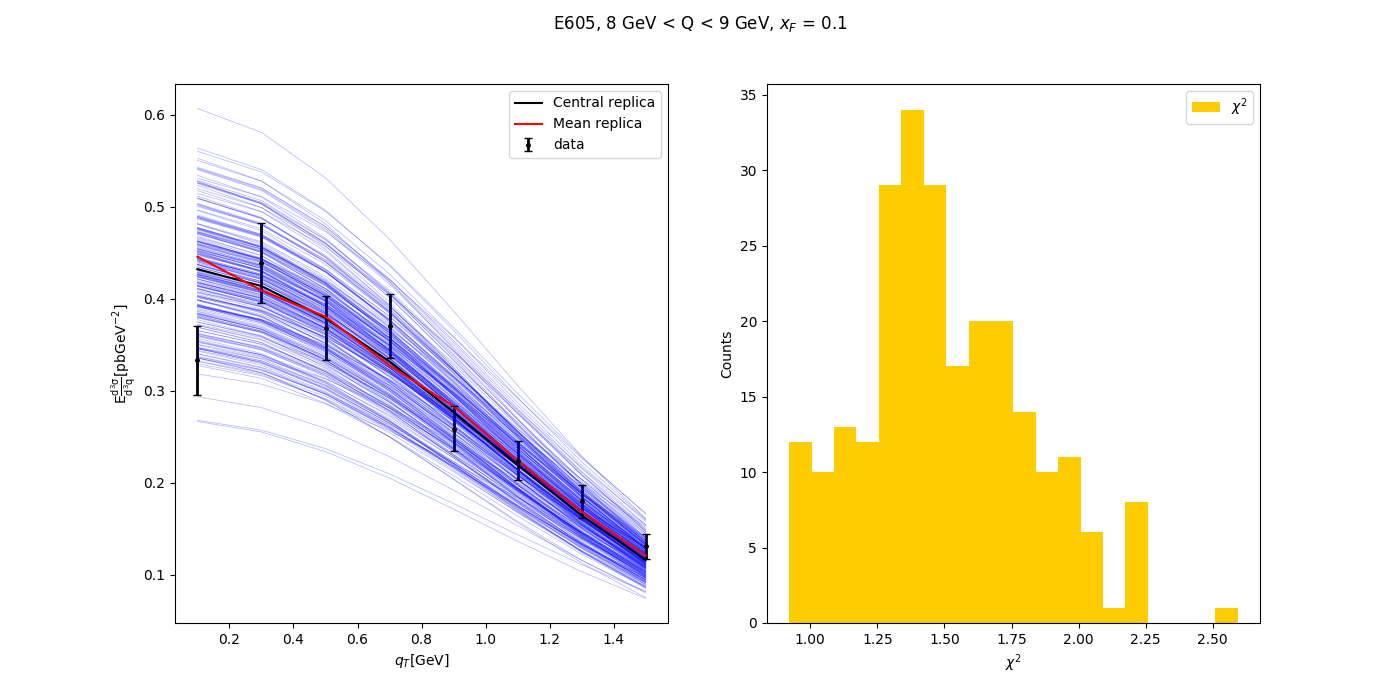 E605, 8 GeV < Q < 9 GeV, x_F = 0.1
Central replica
Mean replica
data
0.6
0.5
0.4
0.3
0.2
0.1
E d³σ/d³q [pbGeV⁻²]
0.2 0.4 0.6 0.8 1.0 1.2 1.4
q_T[GeV]
χ²
35
30
25
20
15
10
5
0
Counts
1.00 1.25 1.50 1.75 2.00 2.25 2.50
χ²